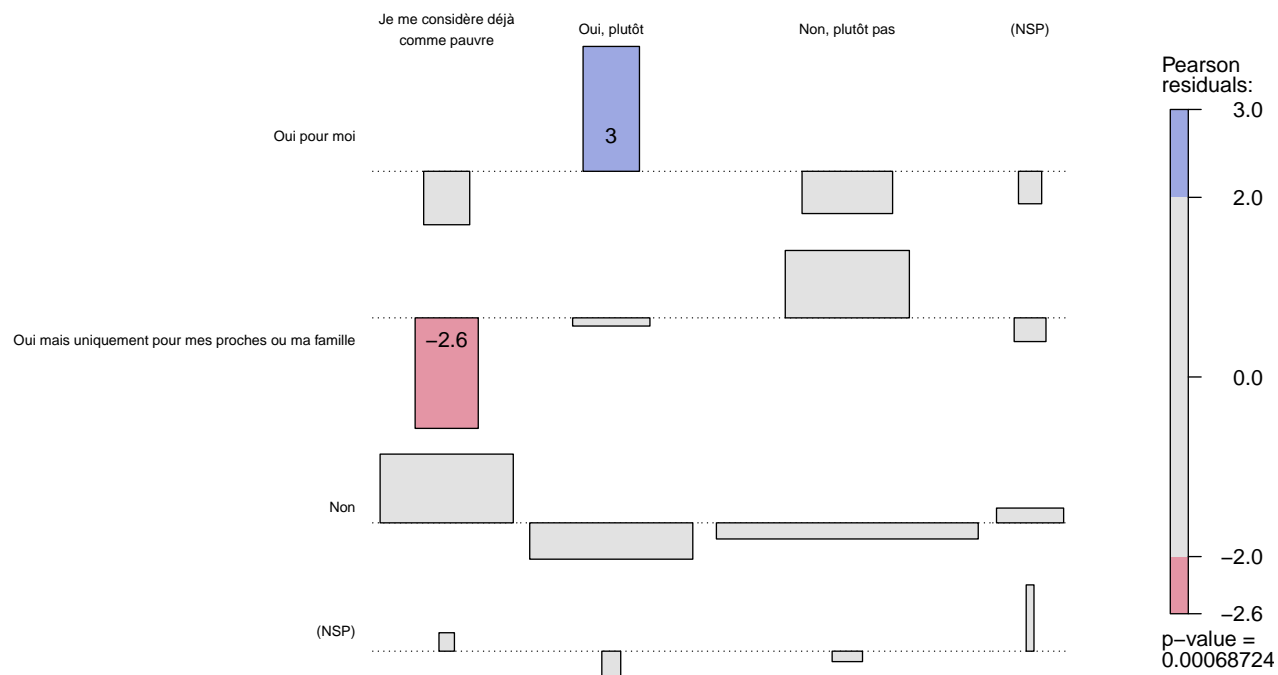 Je me considère déjà
comme pauvre
Oui, plutôt
Non, plutôt pas
(NSP)
Oui pour moi
3
Oui mais uniquement pour mes proches ou ma famille
−2.6
Non
(NSP)
Pearson
residuals:
3.0
2.0
0.0
−2.0
−2.6
p−value =
0.00068724